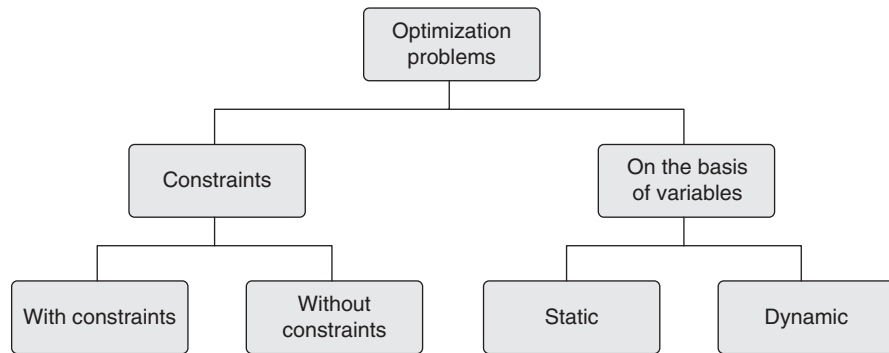 Optimization
problems
Constraints
On the basis
of variables
With constraints
Without
constraints
Static
Dynamic